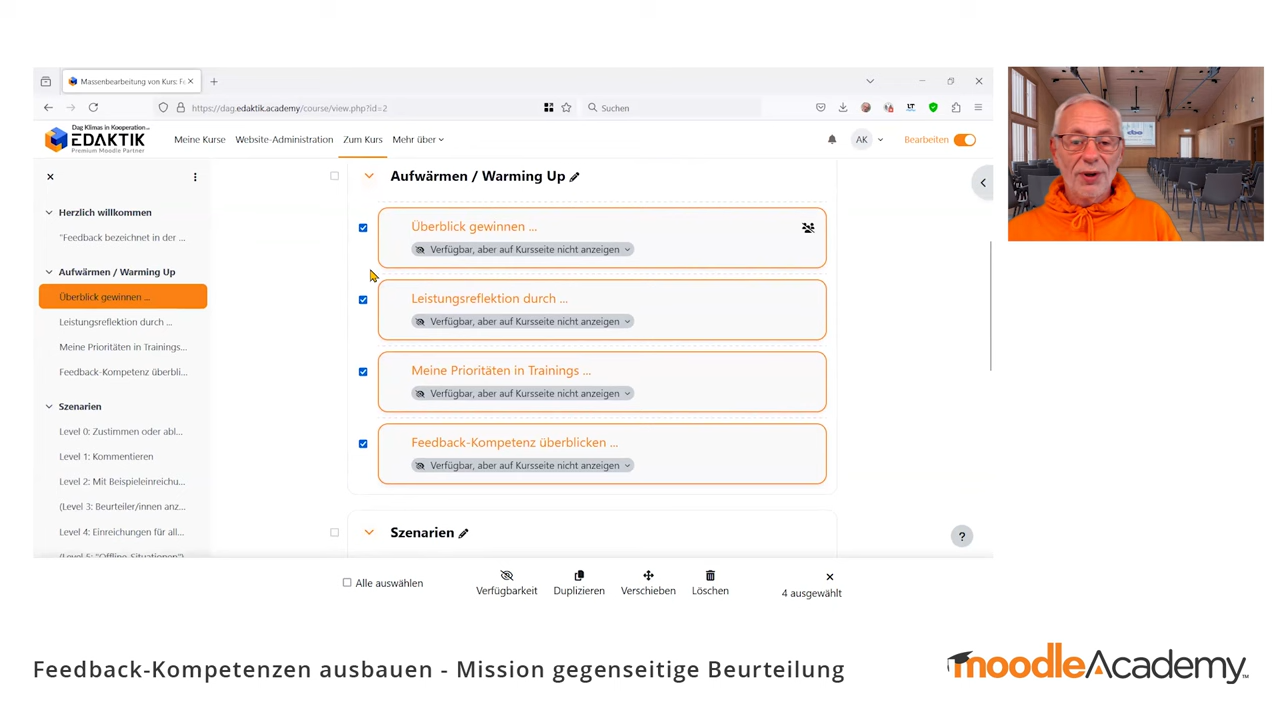 Massenbearbeitung von Kurs: Fe
https://dag.edaktik.academy/course/view.php?id=2
Suchen
Dag Klimas in Kooperation
EDAKTIK
Premium Moodle Partner
Meine Kurse
Website-Administration
Zum Kurs
Mehr über
AK
Bearbeiten
Herzlich willkommen
"Feedback bezeichnet in der ...
Aufwärmen / Warming Up
Überblick gewinnen ...
Leistungsreflektion durch ...
Meine Prioritäten in Trainings...
Feedback-Kompetenz überbli...
Szenarien
Level 0: Zustimmen oder abl...
Level 1: Kommentieren
Level 2: Mit Beispieleinreichu...
(Level 3: Beurteiler/innen anz...
Level 4: Einreichungen für all...
(Level 5: "Offline-Situationen")
Aufwärmen / Warming Up
Überblick gewinnen ...
Verfügbar, aber auf Kursseite nicht anzeigen
Leistungsreflektion durch ...
Verfügbar, aber auf Kursseite nicht anzeigen
Meine Prioritäten in Trainings ...
Verfügbar, aber auf Kursseite nicht anzeigen
Feedback-Kompetenz überblicken ...
Verfügbar, aber auf Kursseite nicht anzeigen
Szenarien
?
Alle auswählen
Verfügbarkeit
Duplizieren
Verschieben
Löschen
4 ausgewählt
Feedback-Kompetenzen ausbauen - Mission gegenseitige Beurteilung
moodleAcademy